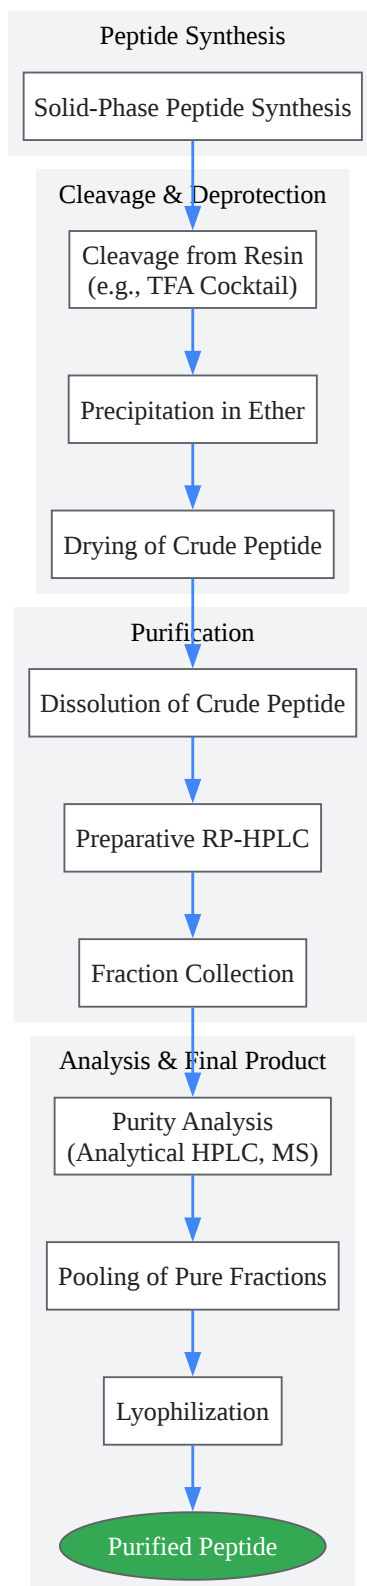 Peptide Synthesis
Solid-Phase Peptide Synthesis
Cleavage & Deprotection
Cleavage from Resin
(e.g., TFA Cocktail)
Precipitation in Ether
Drying of Crude Peptide
Purification
Dissolution of Crude Peptide
Preparative RP-HPLC
Fraction Collection
Analysis & Final Product
Purity Analysis
(Analytical HPLC, MS)
Pooling of Pure Fractions
Lyophilization
Purified Peptide